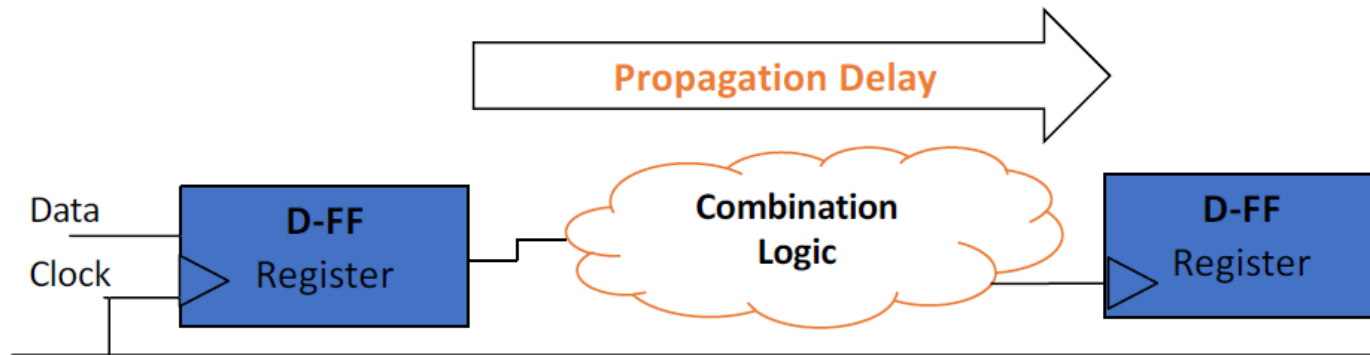 Propagation Delay
Data
Clock
D-FF
Register
Combination
Logic
D-FF
Register